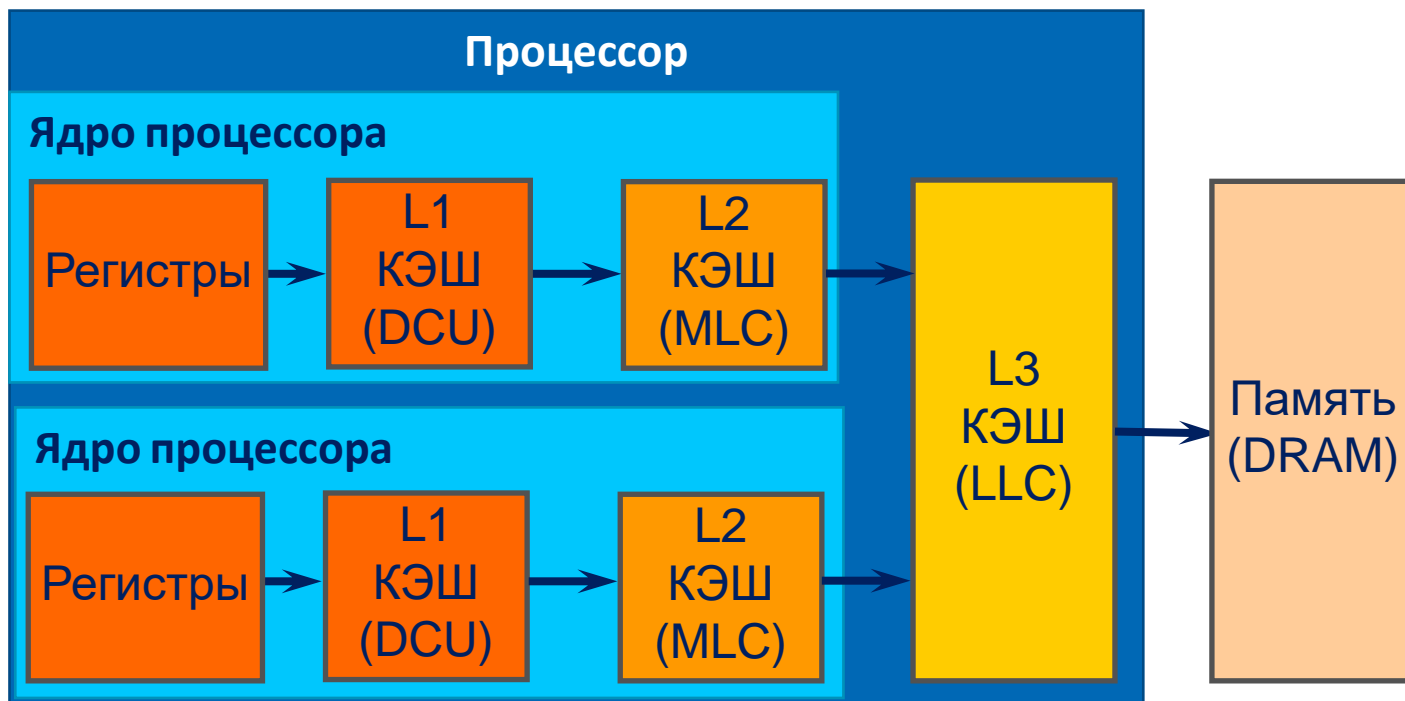 Процессор
Ядро процессора
Регистры
L1
КЭШ
(DCU)
L2
КЭШ
(MLC)
Ядро процессора
Регистры
L1
КЭШ
(DCU)
L2
КЭШ
(MLC)
L3
КЭШ
(LLC)
Память
(DRAM)